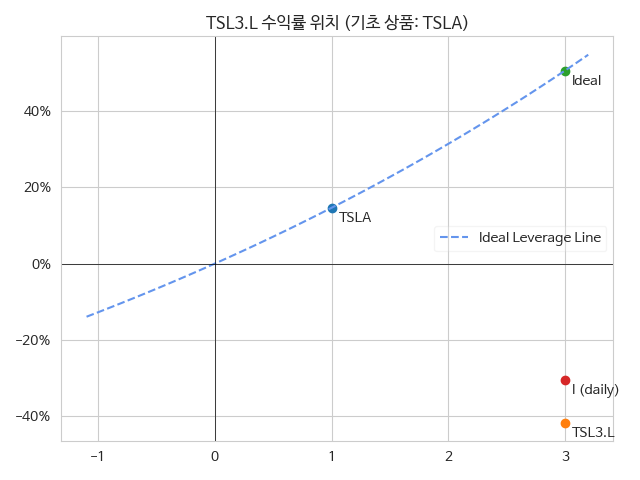 TSL3.L 수익률 위치 (기초 상품: TSLA)
40%
20%
0%
−20%
−40%
−1
0
1
2
3
Ideal
TSLA
Ideal Leverage Line
I (daily)
TSL3.L